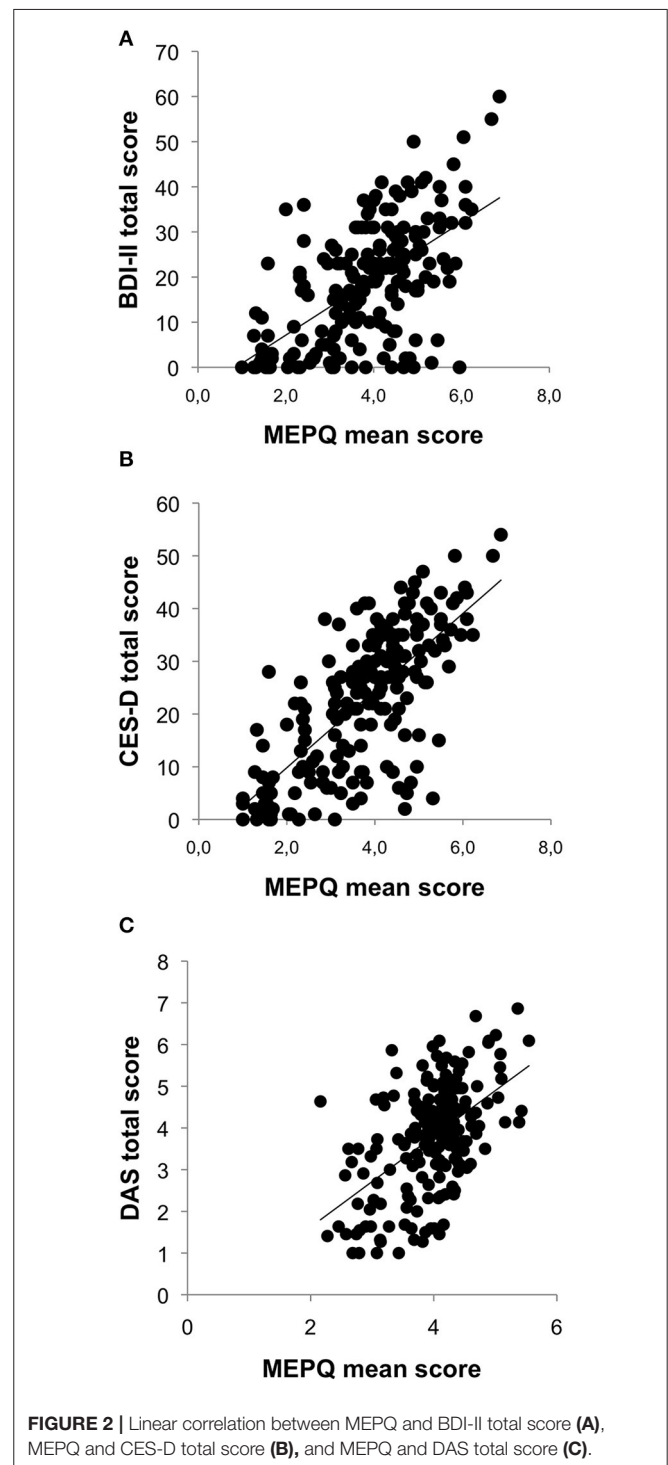 A
70
60
50
40
30
20
10
0
BDI-II total score
0,0 2,0 4,0 6,0 8,0
MEPQ mean score
B
60
50
40
30
20
10
0
CES-D total score
0,0 2,0 4,0 6,0 8,0
MEPQ mean score
C
8
7
6
5
4
3
2
1
0
DAS total score
0 2 4 6
MEPQ mean score
FIGURE 2 | Linear correlation between MEPQ and BDI-II total score (A),
MEPQ and CES-D total score (B), and MEPQ and DAS total score (C).